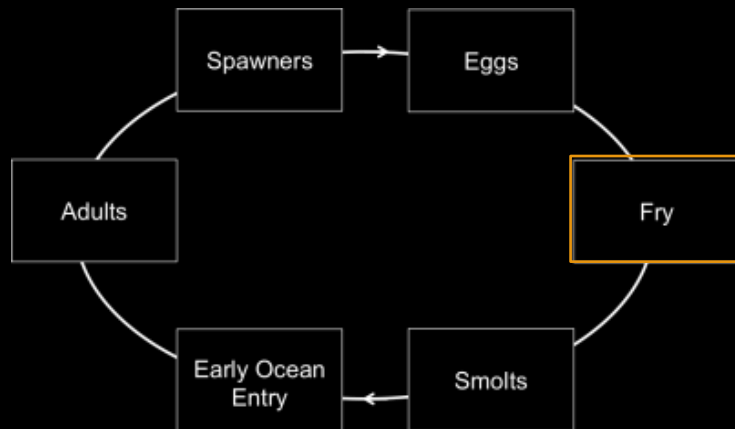 Spawners
Eggs
Adults
Fry
Early Ocean
Entry
Smolts